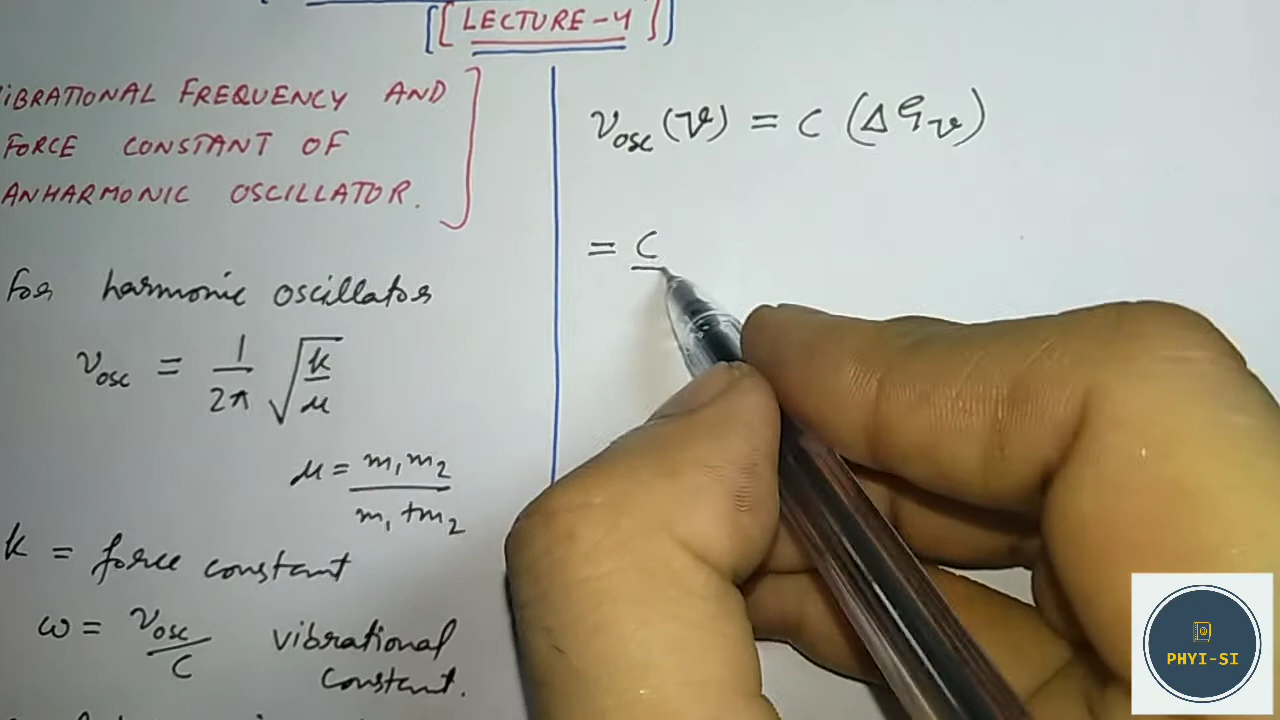 [[LECTURE-4]]
VIBRATIONAL FREQUENCY AND
FORCE CONSTANT OF
ANHARMONIC OSCILLATOR.
For harmonic oscillator
ν_osc = 1/2π √(k/μ)
μ = m₁m₂/m₁+m₂
k = force constant
ω = ν_osc/c vibrational
constant.
ν_osc(v) = c (ΔG_v)
= c
PHYI-SI